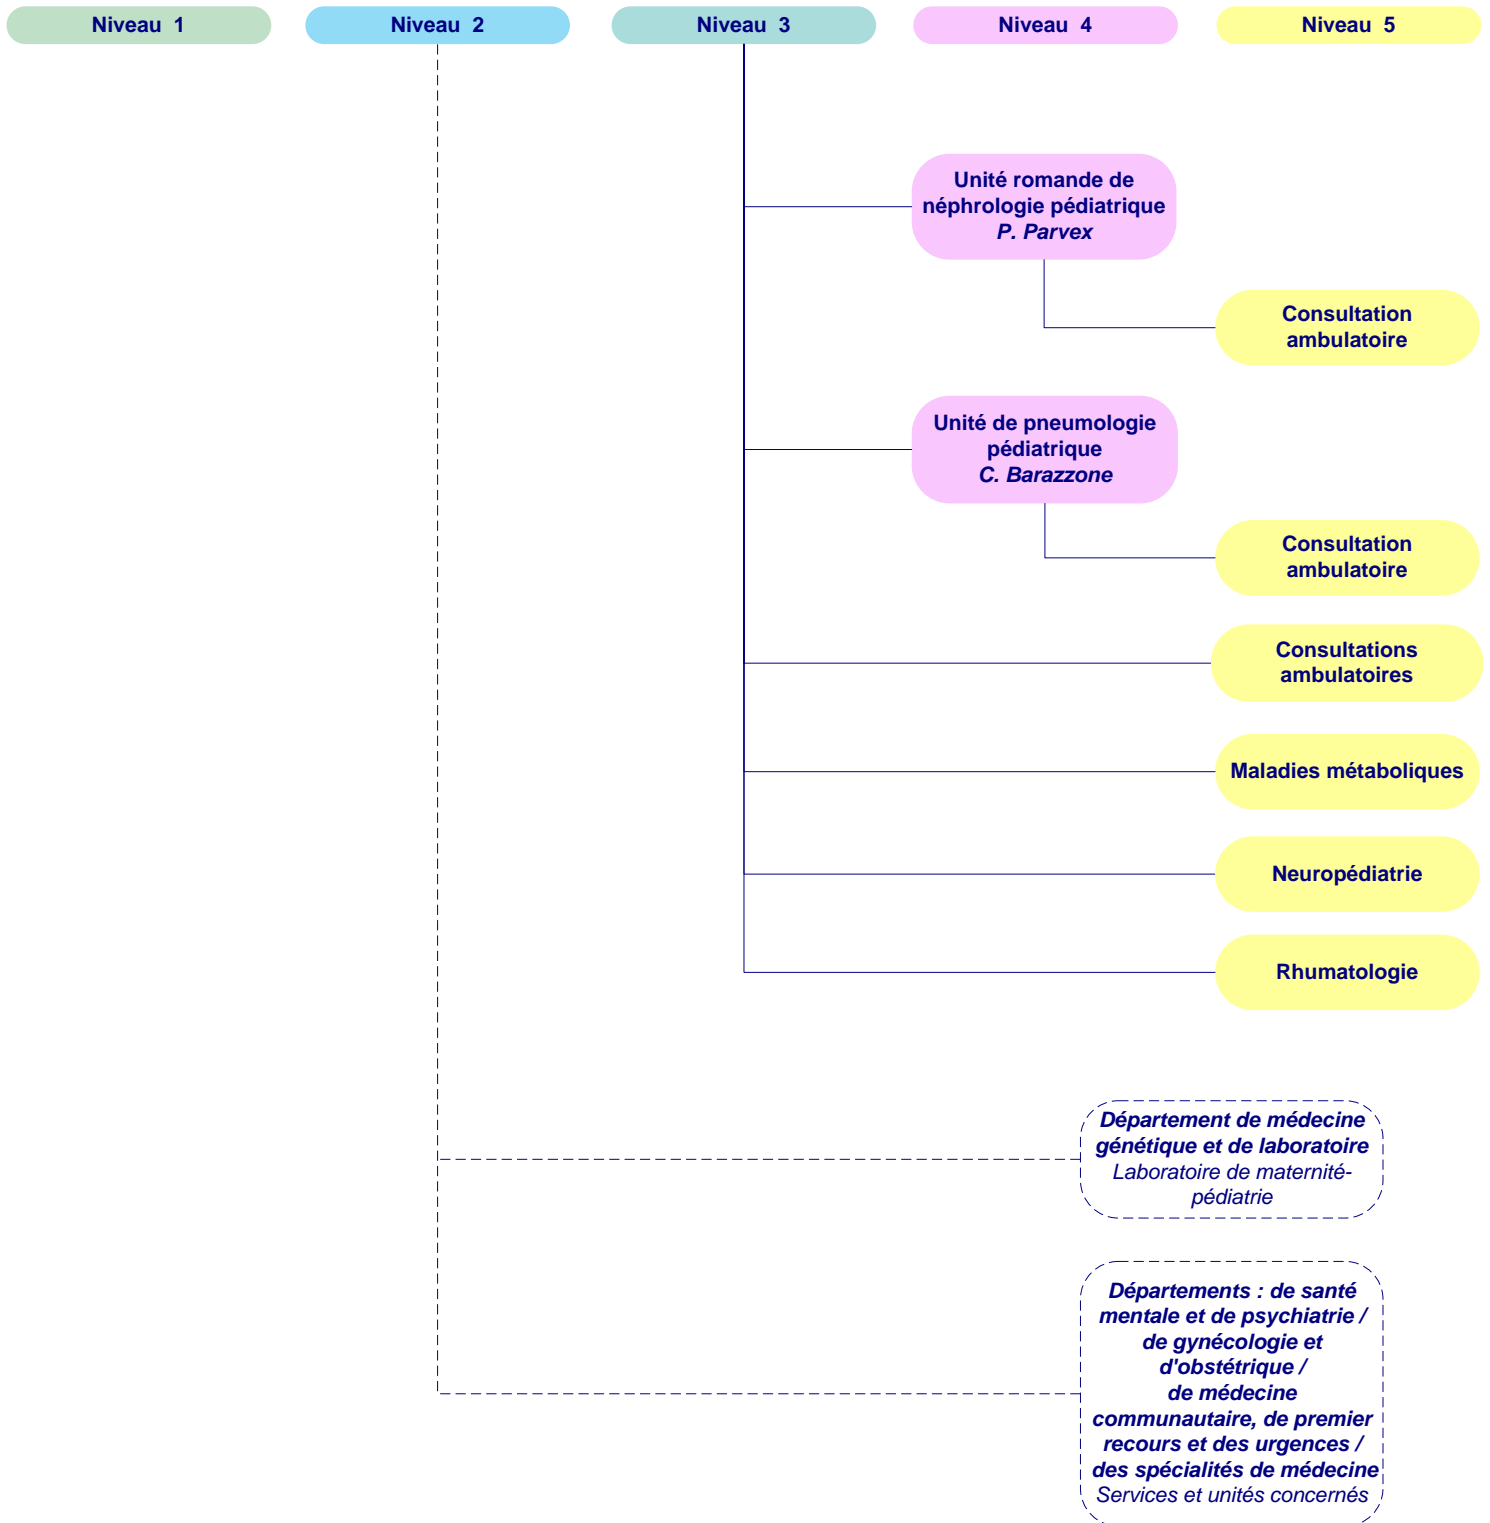 Niveau 1
Niveau 2
Niveau 3
Niveau 4
Niveau 5
Unité romande de
néphrologie pédiatrique
P. Parvex
Consultation
ambulatoire
Unité de pneumologie
pédiatrique
C. Barazzone
Consultation
ambulatoire
Consultations
ambulatoires
Maladies métaboliques
Neuropédiatrie
Rhumatologie
Département de médecine
génétique et de laboratoire
Laboratoire de maternité-
pédiatrie
Départements : de santé
mentale et de psychiatrie /
de gynécologie et
d'obstétrique /
de médecine
communautaire, de premier
recours et des urgences /
des spécialités de médecine
Services et unités concernés